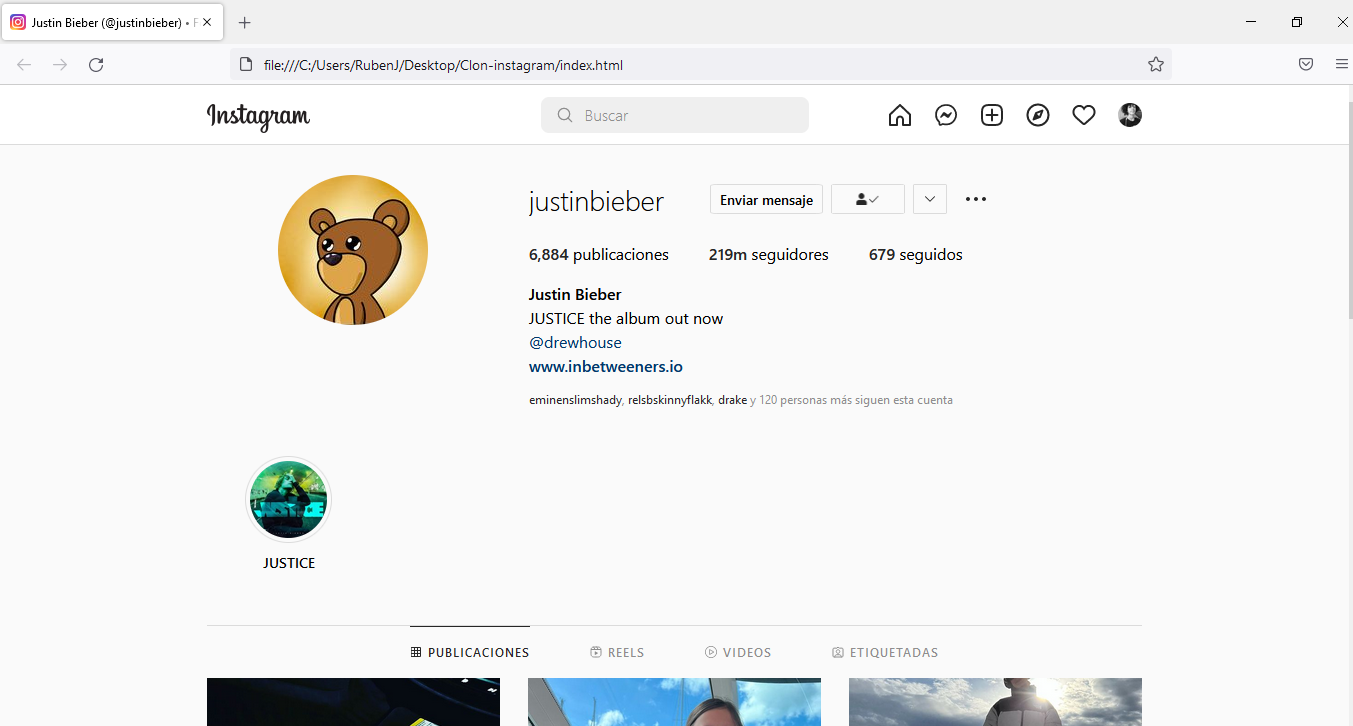 Justin Bieber (@justinbieber) • F
file:///C:/Users/RubenJ/Desktop/Clon-instagram/index.html
Instagram
Buscar
justinbieber
Enviar mensaje
6,884 publicaciones
219m seguidores
679 seguidos
Justin Bieber
JUSTICE the album out now
@drewhouse
www.inbetweeners.io
eminenslimshady, relsbskinnyflakk, drake y 120 personas más siguen esta cuenta
JUSTICE
JUSTICE
PUBLICACIONES
REELS
VIDEOS
ETIQUETADAS